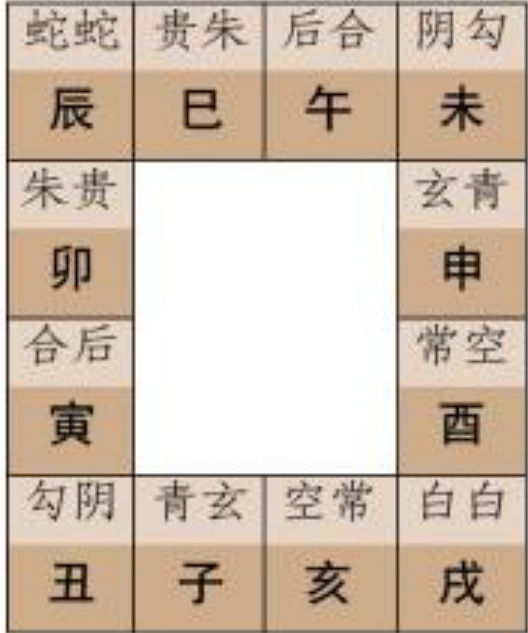 蛇蛇 贵朱 后合 阴勾
辰 巳 午 未
朱贵 玄青
卯 申
合后 常空
寅 酉
勾阴 青玄 空常 白白
丑 子 亥 戌